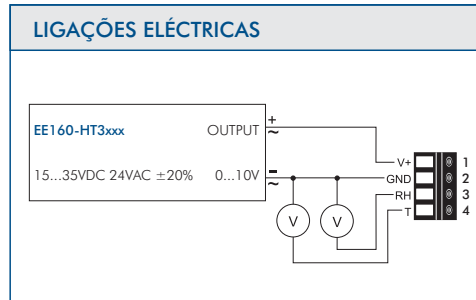 LIGAÇÕES ELÉCTRICAS
EE160-HT3xxx OUTPUT + ~
15...35VDC 24VAC ±20% 0...10V - ~
V+ 1
GND 2
RH 3
T 4
V V